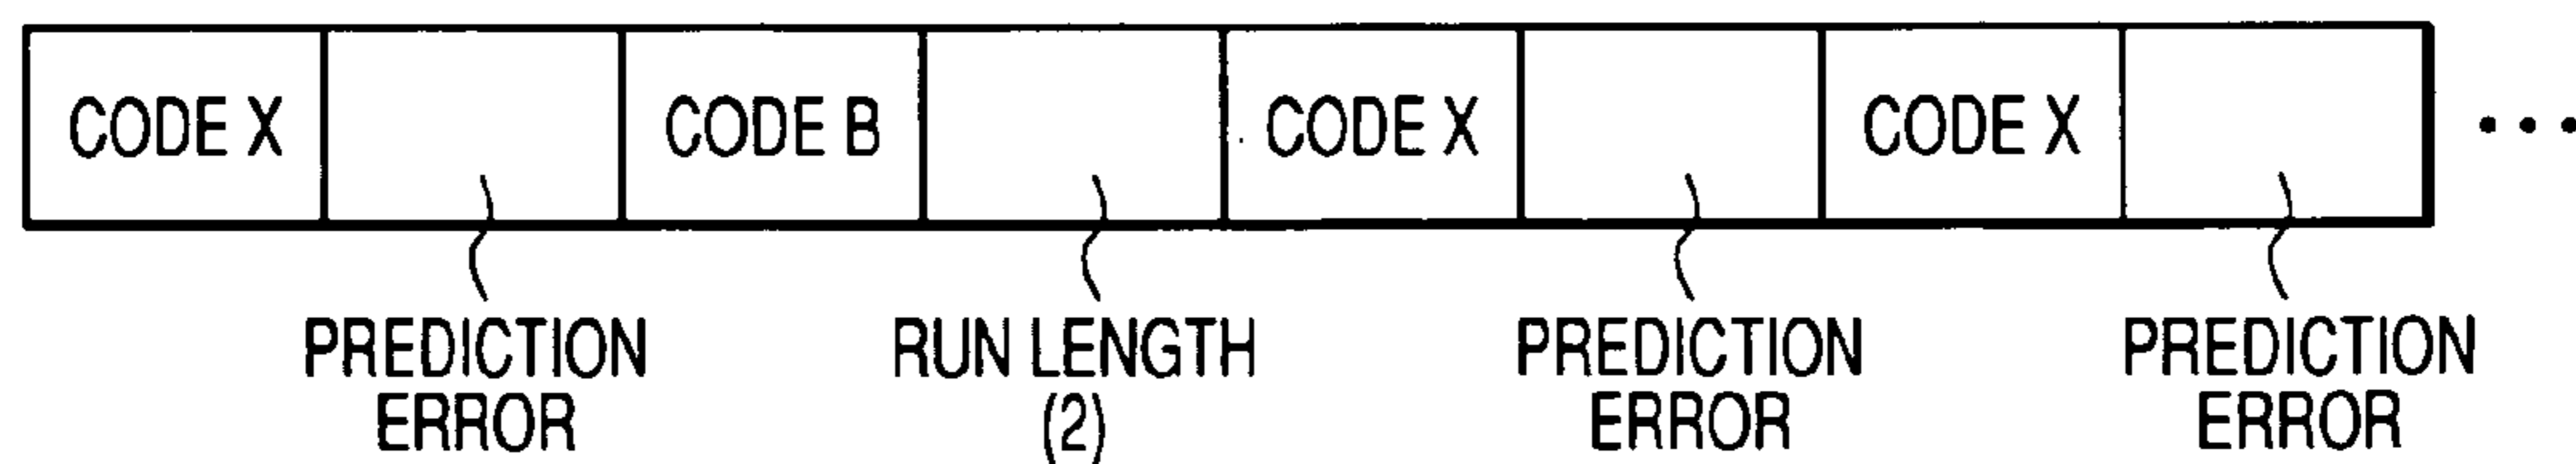 CODE X CODE B CODE X CODE X ...
PREDICTION RUN LENGTH PREDICTION PREDICTION
ERROR (2) ERROR ERROR